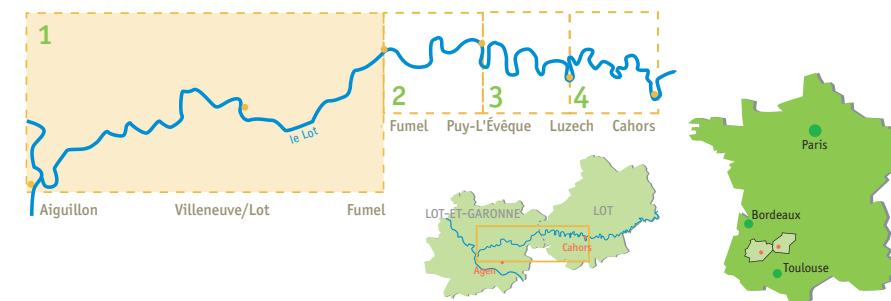 1
2
3
4
le Lot
Fumel Puy-L'Évêque Luzech Cahors
Aiguillon Villeneuve/Lot Fumel
LOT-ET-GARONNE
LOT
Cahors
Agen
Paris
Bordeaux
Toulouse